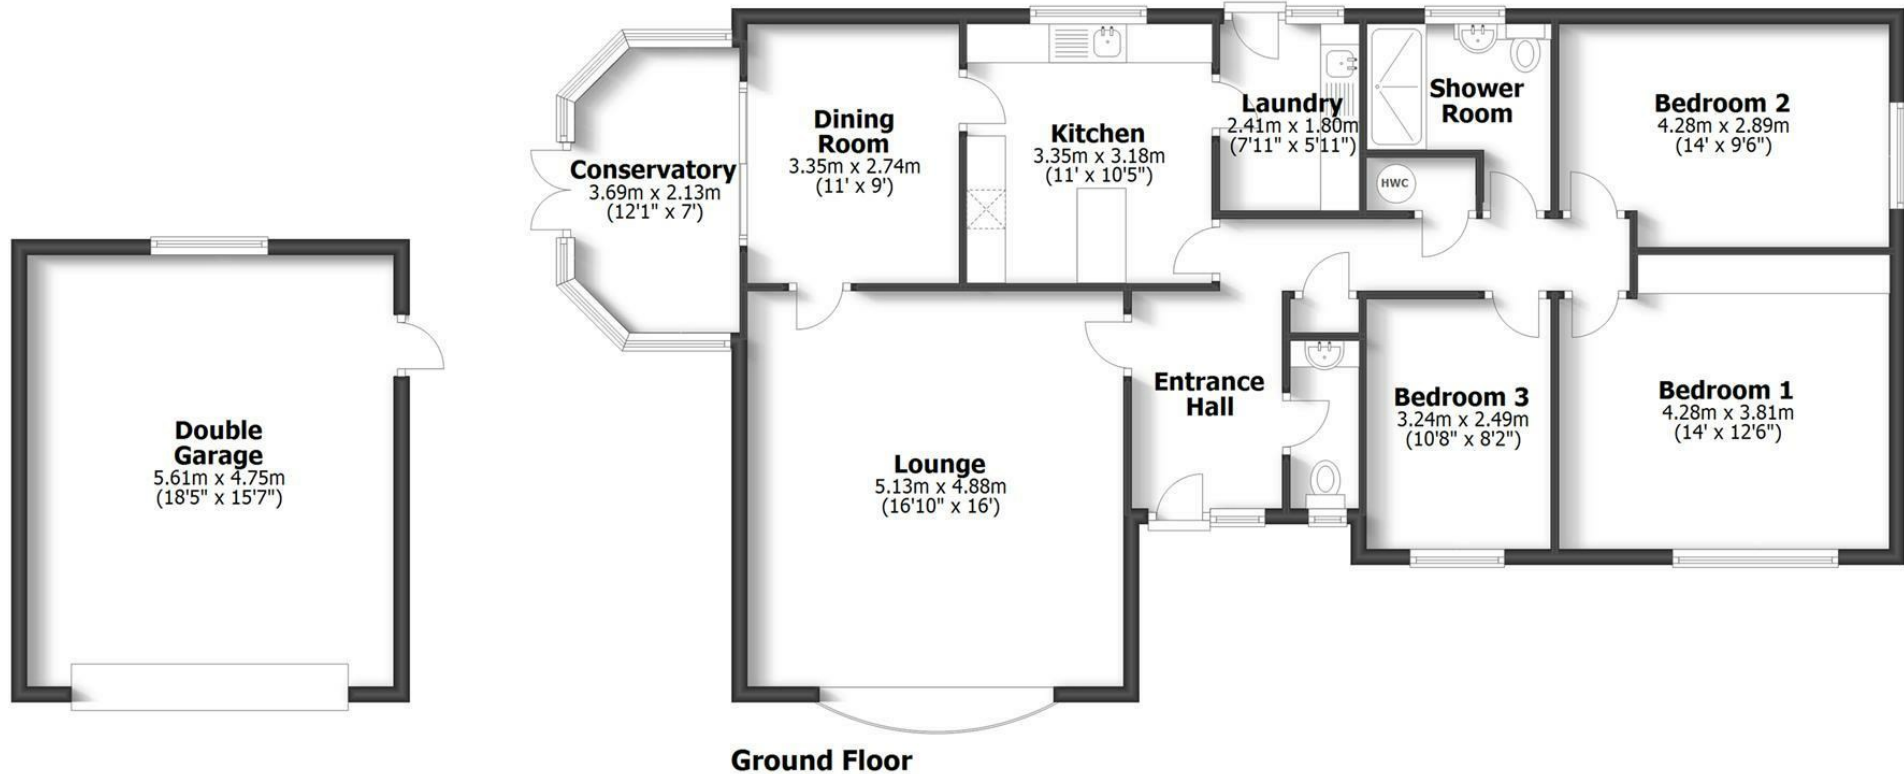 Conservatory
3.69m x 2.13m
(12'1" x 7')
Dining
Room
3.35m x 2.74m
(11' x 9')
Kitchen
3.35m x 3.18m
(11' x 10'5")
Laundry
2.41m x 1.80m
(7'11" x 5'11")
Shower
Room
HWC
Bedroom 2
4.28m x 2.89m
(14' x 9'6")
Double
Garage
5.61m x 4.75m
(18'5" x 15'7")
Lounge
5.13m x 4.88m
(16'10" x 16')
Entrance
Hall
Bedroom 3
3.24m x 2.49m
(10'8" x 8'2")
Bedroom 1
4.28m x 3.81m
(14' x 12'6")
Ground Floor